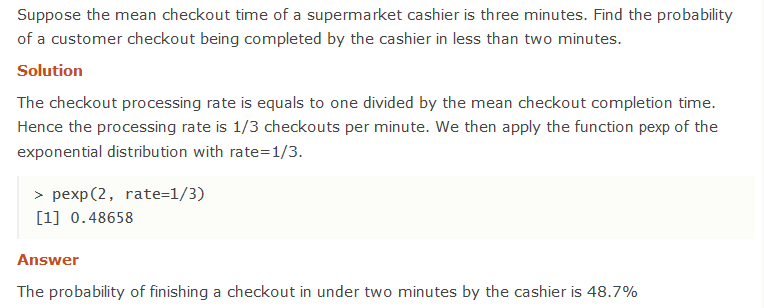 Suppose the mean checkout time of a supermarket cashier is three minutes. Find the probability
of a customer checkout being completed by the cashier in less than two minutes.
Solution
The checkout processing rate is equals to one divided by the mean checkout completion time.
Hence the processing rate is 1/3 checkouts per minute. We then apply the function pexp of the
exponential distribution with rate=1/3.
> pexp(2, rate=1/3)
[1] 0.48658
Answer
The probability of finishing a checkout in under two minutes by the cashier is 48.7%